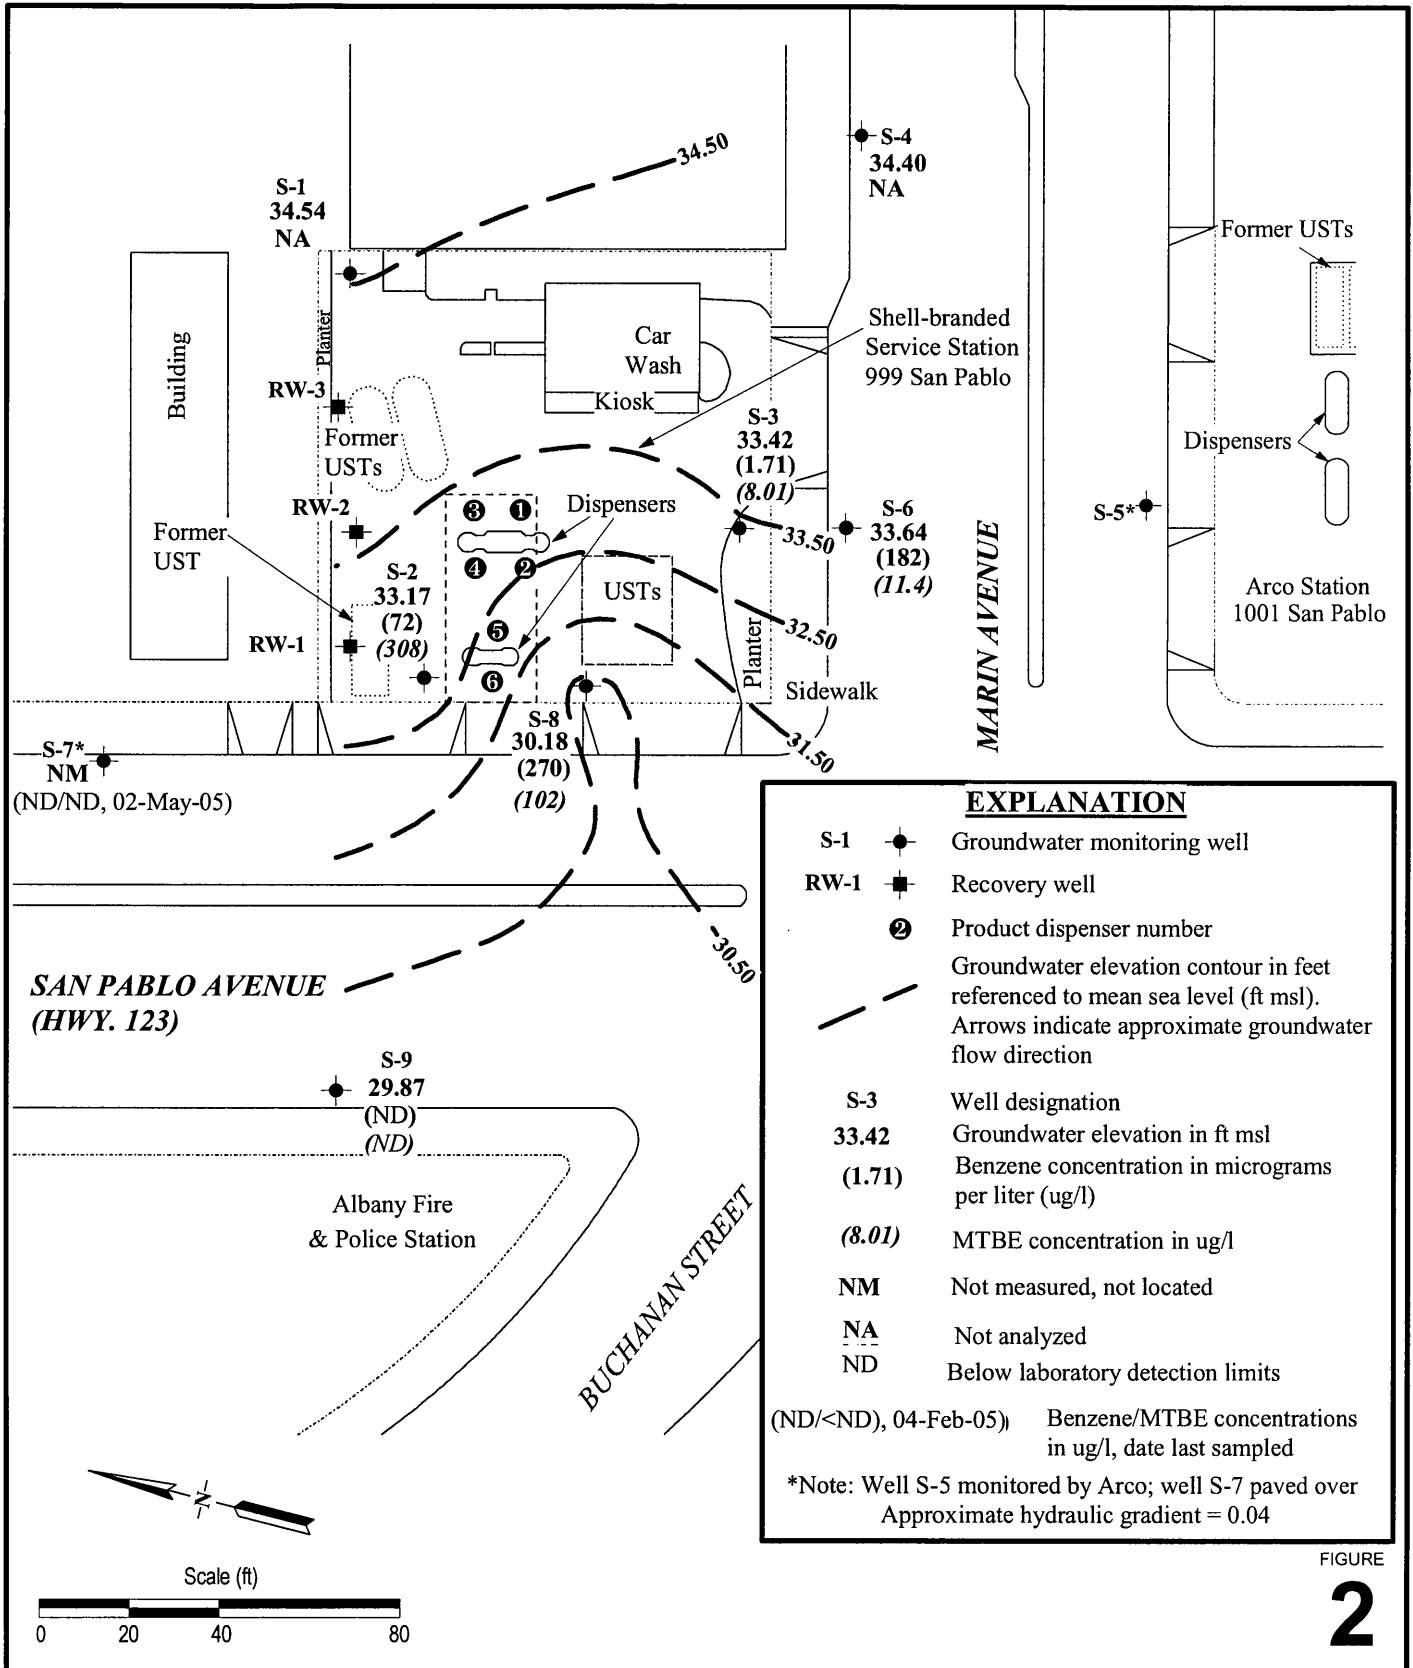 34.50
S-4
34.40
NA
S-1
34.54
NA
Former USTs
Building
Planter
Car
Wash
Kiosk
Shell-branded
Service Station
999 San Pablo
RW-3
Former
USTs
S-3
33.42
(1.71)
(8.01)
Dispensers
RW-2
3
1
Dispensers
S-5*
S-6
33.64
(182)
(11.4)
33.50
Former
UST
4
2
S-2
33.17
(72)
(308)
USTs
Arco Station
1001 San Pablo
32.50
5
RW-1
6
Planter
Sidewalk
MARIN AVENUE
S-8
30.18
(270)
(102)
31.50
S-7*
NM
(ND/ND, 02-May-05)
30.50
SAN PABLO AVENUE
(HWY. 123)
S-9
29.87
(ND)
(ND)
Albany Fire
& Police Station
BUCHANAN STREET
EXPLANATION
S-1 Groundwater monitoring well
RW-1 Recovery well
2 Product dispenser number
Groundwater elevation contour in feet
referenced to mean sea level (ft msl).
Arrows indicate approximate groundwater
flow direction
S-3 Well designation
33.42 Groundwater elevation in ft msl
(1.71) Benzene concentration in micrograms
per liter (ug/l)
(8.01) MTBE concentration in ug/l
NM Not measured, not located
NA Not analyzed
ND Below laboratory detection limits
(ND/<ND), 04-Feb-05) Benzene/MTBE concentrations
in ug/l, date last sampled
*Note: Well S-5 monitored by Arco; well S-7 paved over
Approximate hydraulic gradient = 0.04
N
Scale (ft)
0 20 40 80
FIGURE
2